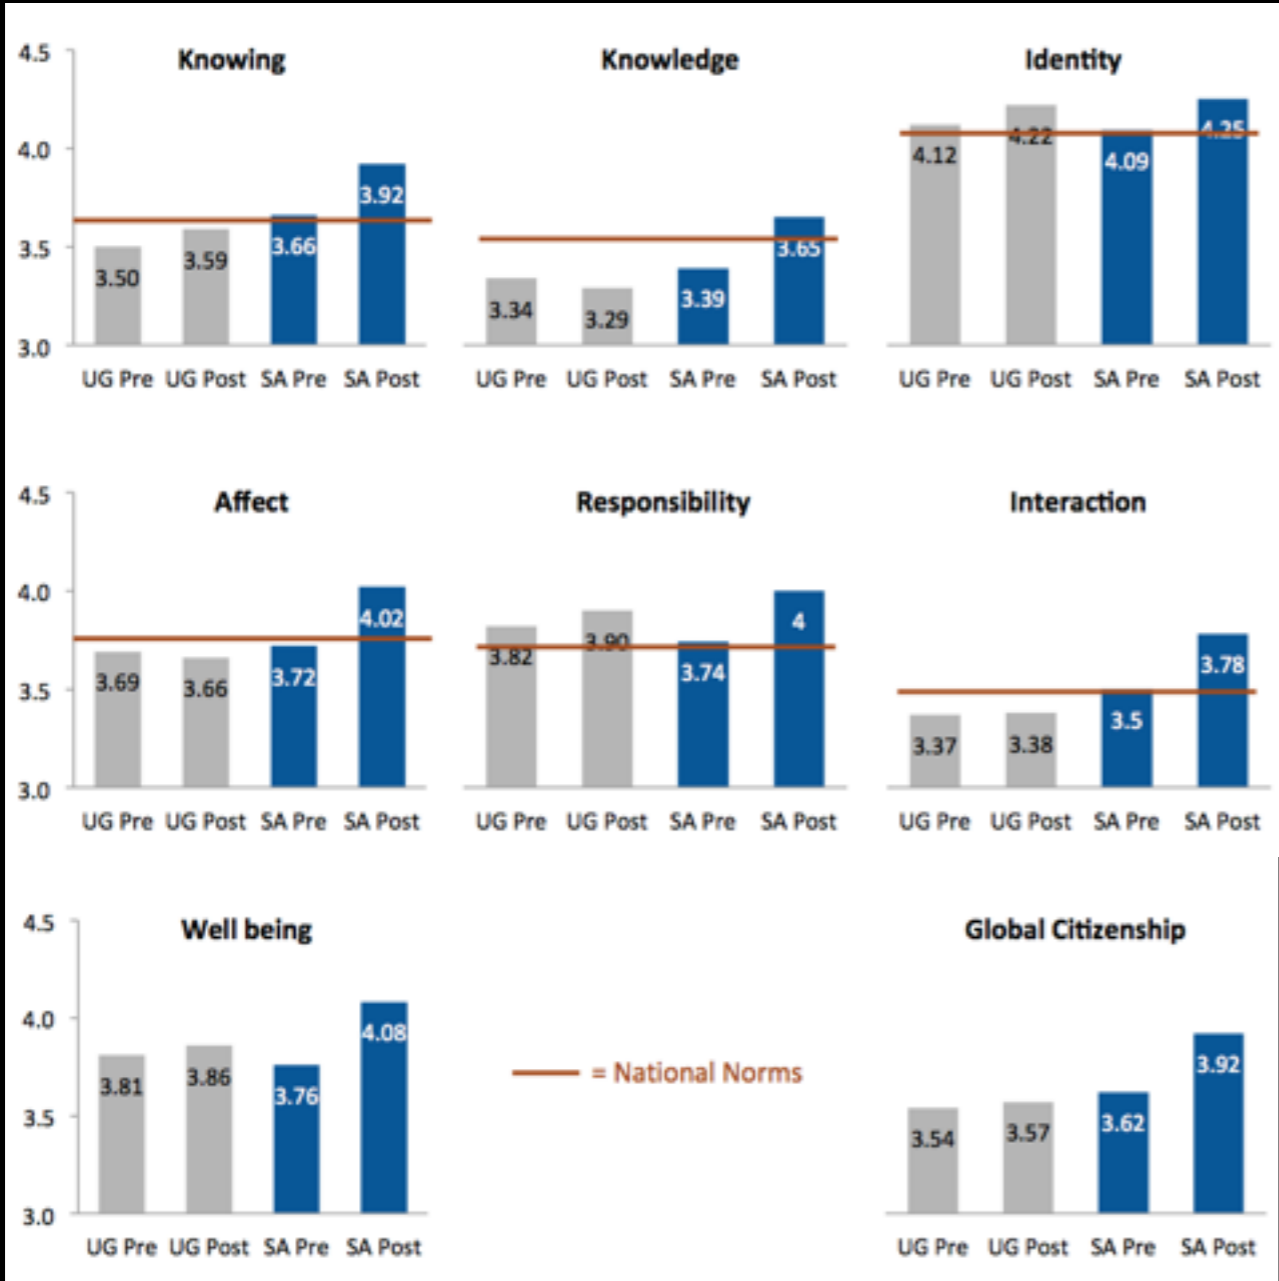 Knowing Knowledge Identity
4.5
4.0
3.5
3.0
3.50 3.59 3.66 3.92
3.34 3.29 3.39 3.65
4.12 4.22 4.09 4.25
UG Pre UG Post SA Pre SA Post UG Pre UG Post SA Pre SA Post UG Pre UG Post SA Pre SA Post
Affect Responsibility Interaction
4.5
4.0
3.5
3.0
3.69 3.66 3.72 4.02
3.82 3.90 3.74 4
3.37 3.38 3.5 3.78
UG Pre UG Post SA Pre SA Post UG Pre UG Post SA Pre SA Post UG Pre UG Post SA Pre SA Post
Well being Global Citizenship
4.5
4.0
3.5
3.0
3.81 3.86 3.76 4.08
= National Norms
3.54 3.57 3.62 3.92
UG Pre UG Post SA Pre SA Post UG Pre UG Post SA Pre SA Post